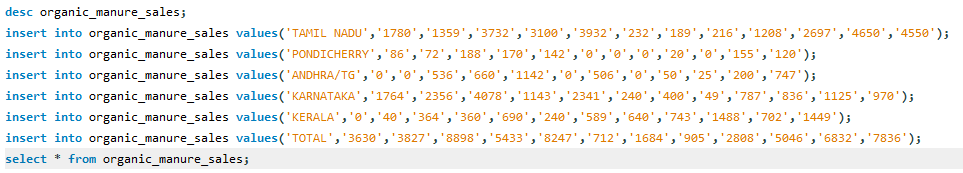 desc organic_manure_sales;
insert into organic_manure_sales values('TAMIL NADU','1780','1359','3732','3100','3932','232','189','216','1208','2697','4650','4550');
insert into organic_manure_sales values('PONDICHERRY','86','72','188','170','142','0','0','0','20','0','155','120');
insert into organic_manure_sales values('ANDHRA/TG','0','0','536','660','1142','0','506','0','50','25','200','747');
insert into organic_manure_sales values('KARNATAKA','1764','2356','4078','1143','2341','240','400','49','787','836','1125','970');
insert into organic_manure_sales values('KERALA','0','40','364','360','690','240','589','640','743','1488','702','1449');
insert into organic_manure_sales values('TOTAL','3630','3827','8898','5433','8247','712','1684','905','2808','5046','6832','7836');
select * from organic_manure_sales;